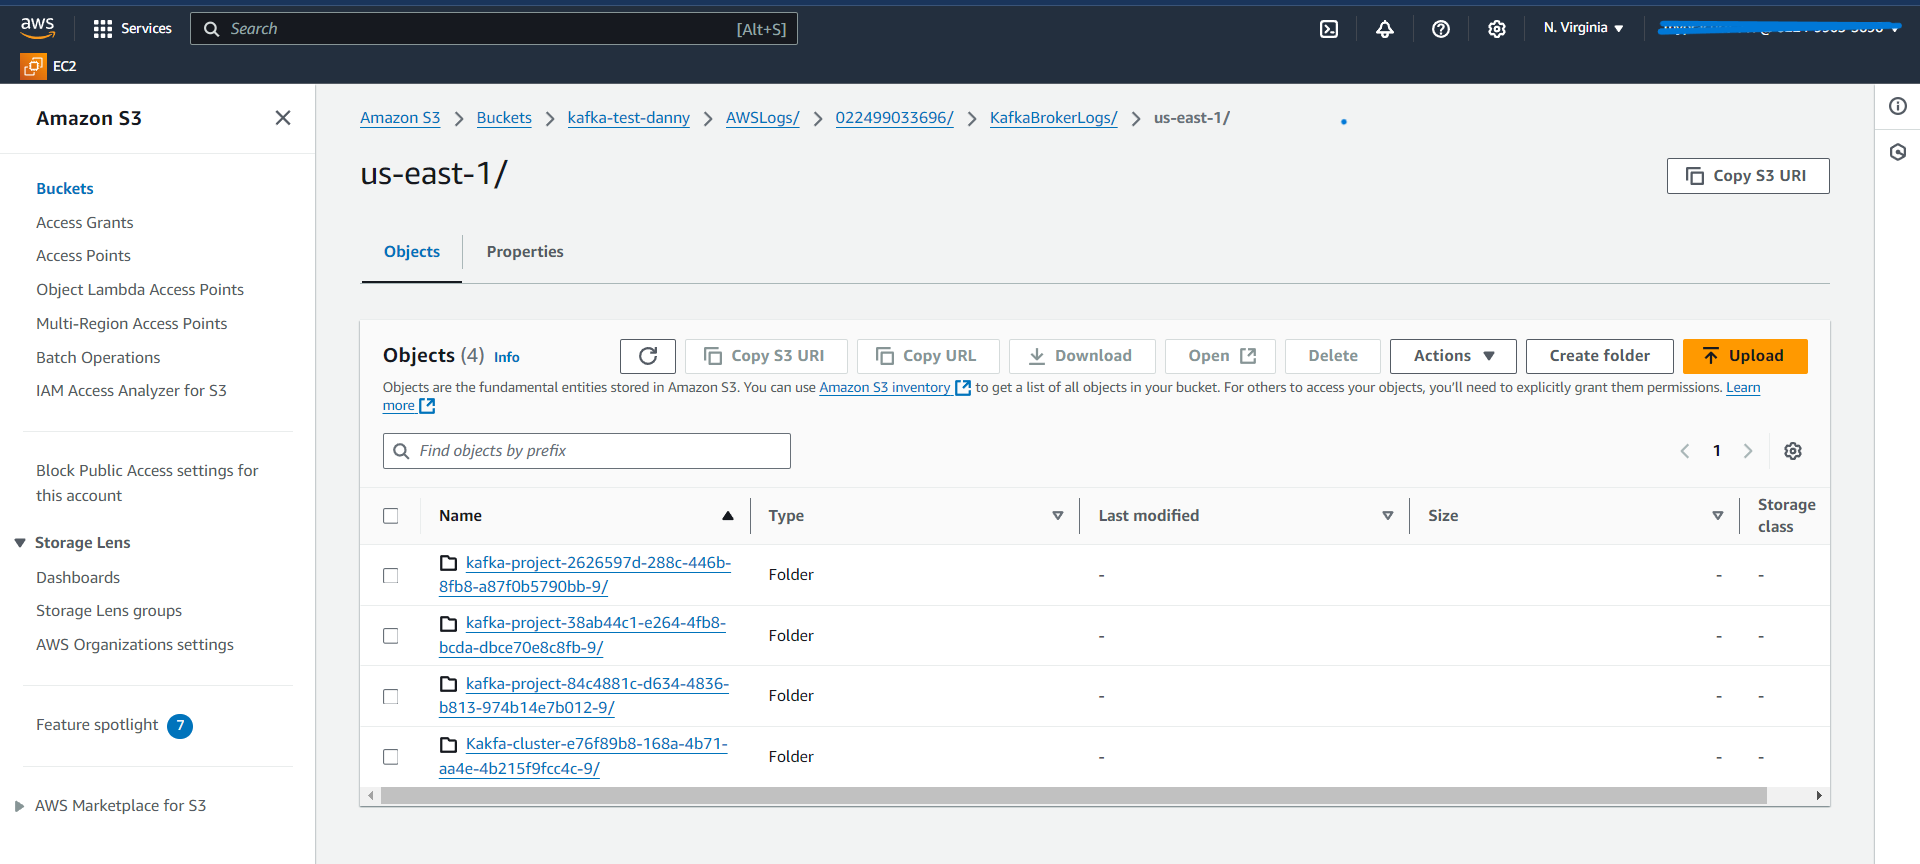 aws
Services
Search
[Alt+S]
N. Virginia
EC2
Amazon S3
Buckets
Access Grants
Access Points
Object Lambda Access Points
Multi-Region Access Points
Batch Operations
IAM Access Analyzer for S3
Block Public Access settings for
this account
Storage Lens
Dashboards
Storage Lens groups
AWS Organizations settings
Feature spotlight 7
AWS Marketplace for S3
Amazon S3 Buckets kafka-test-danny AWSLogs/ 022499033696/ KafkaBrokerLogs/ us-east-1/
us-east-1/
Copy S3 URI
Objects Properties
Objects (4) Info
Copy S3 URI Copy URL Download Open Delete Actions Create folder Upload
Objects are the fundamental entities stored in Amazon S3. You can use Amazon S3 inventory to get a list of all objects in your bucket. For others to access your objects, you'll need to explicitly grant them permissions. Learn
more
Find objects by prefix
1
Name Type Last modified Size Storage
class
kafka-project-2626597d-288c-446b-
8fb8-a87f0b5790bb-9/
Folder - - -
kafka-project-38ab44c1-e264-4fb8-
bcda-dbce70e8c8fb-9/
Folder - - -
kafka-project-84c4881c-d634-4836-
b813-974b14e7b012-9/
Folder - - -
Kakfa-cluster-e76f89b8-168a-4b71-
aa4e-4b215f9fcc4c-9/
Folder - - -